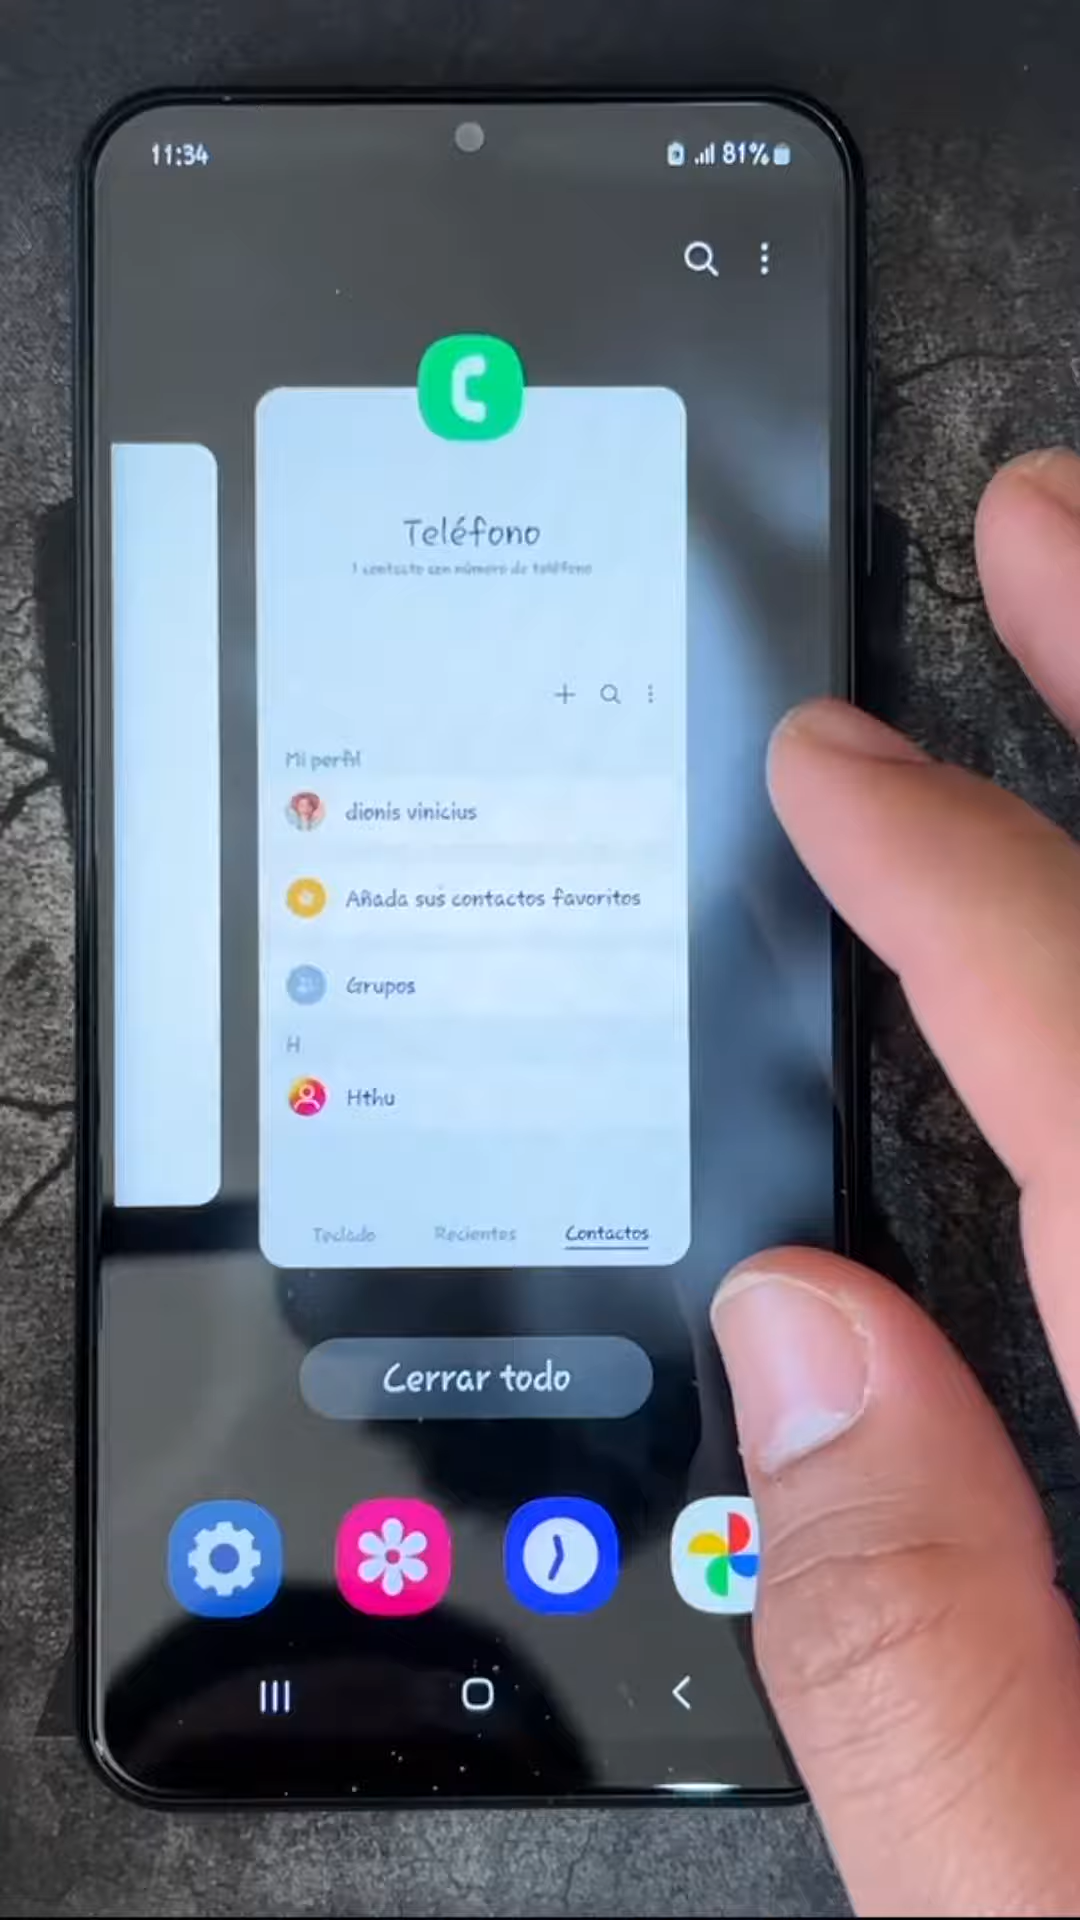 11:34
81%
Teléfono
1 contacto con número de teléfono
Mi perfil
dionis vinicius
Añada sus contactos favoritos
Grupos
H
Hthu
Teclado Recientes Contactos
Cerrar todo